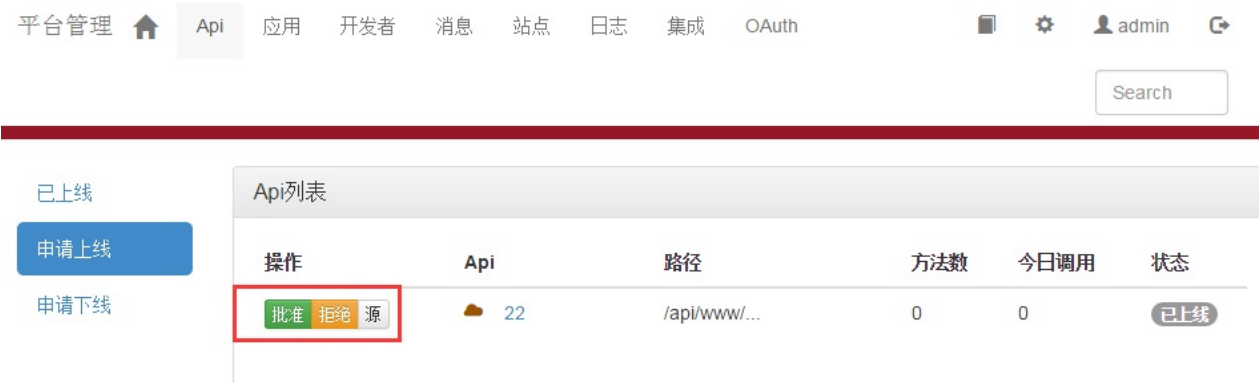 平台管理 Api 应用 开发者 消息 站点 日志 集成 OAuth admin
Search
已上线
申请上线
申请下线
Api列表
操作 Api 路径 方法数 今日调用 状态
批准 拒绝 源 22 /api/www/... 0 0 已上线